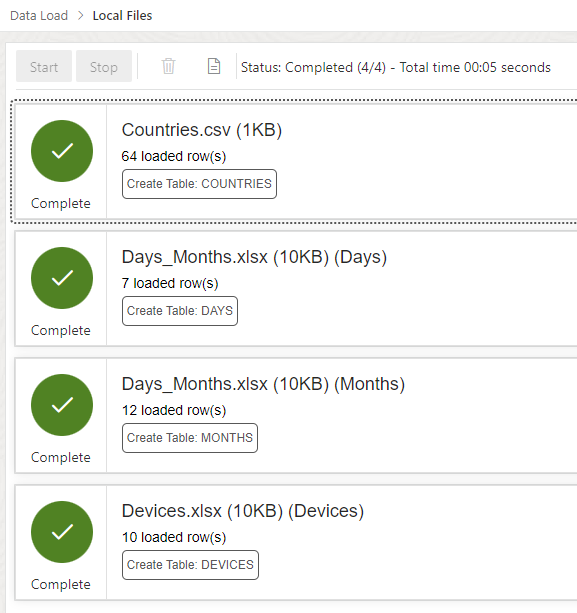 Data Load > Local Files
Start Stop Status: Completed (4/4) - Total time 00:05 seconds
Countries.csv (1KB)
64 loaded row(s)
Create Table: COUNTRIES
Complete
Days_Months.xlsx (10KB) (Days)
7 loaded row(s)
Create Table: DAYS
Complete
Days_Months.xlsx (10KB) (Months)
12 loaded row(s)
Create Table: MONTHS
Complete
Devices.xlsx (10KB) (Devices)
10 loaded row(s)
Create Table: DEVICES
Complete